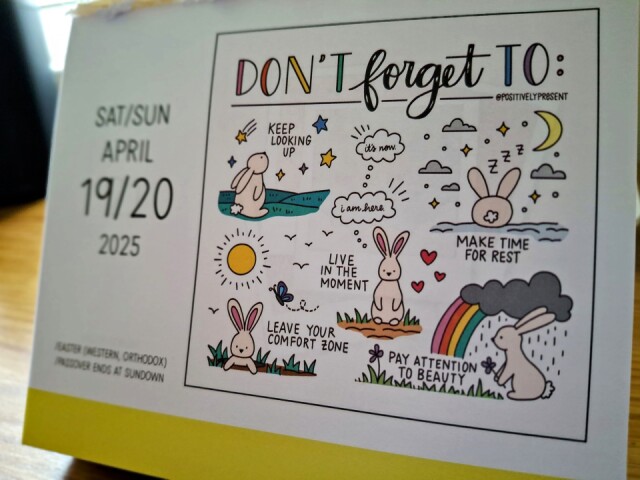 SAT/SUN
APRIL
19/20
2025
/EASTER (WESTERN, ORTHODOX)
/PASSOVER ENDS AT SUNDOWN
DON'T forget TO:
@POSITIVELYPRESENT
KEEP
LOOKING
UP
it's now.
i am here.
Z Z Z
MAKE TIME
FOR REST
LIVE
IN THE
MOMENT
LEAVE YOUR
COMFORT ZONE
PAY ATTENTION
TO BEAUTY